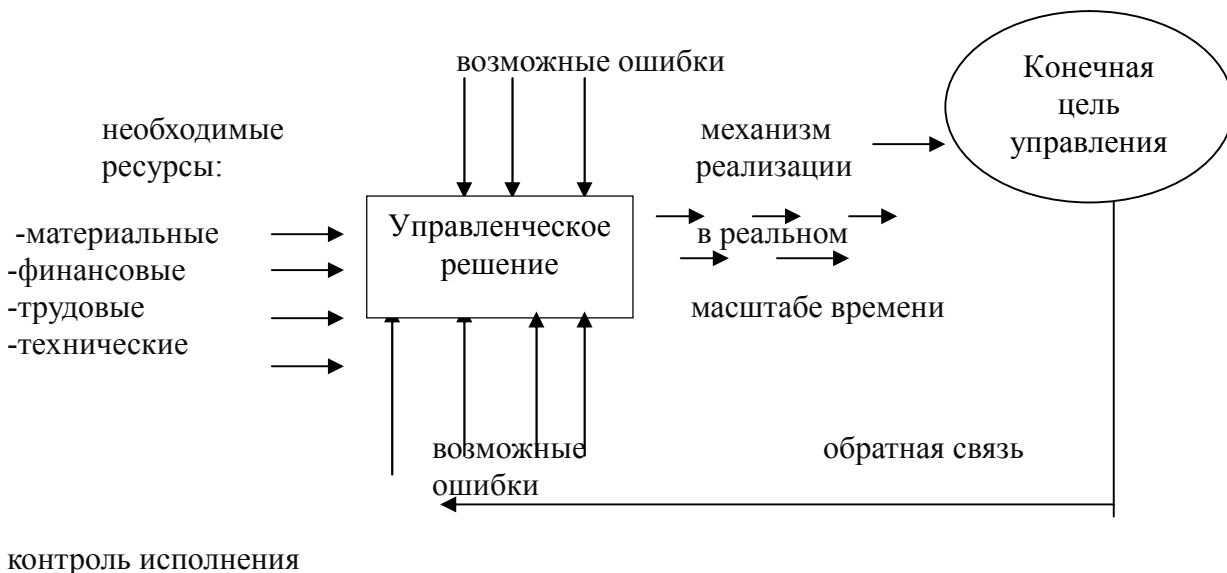 возможные ошибки
Конечная
цель
управления
необходимые
ресурсы:
механизм
реализации
-материальные
-финансовые
-трудовые
-технические
Управленческое
решение
в реальном
масштабе времени
возможные
ошибки
обратная связь
контроль исполнения